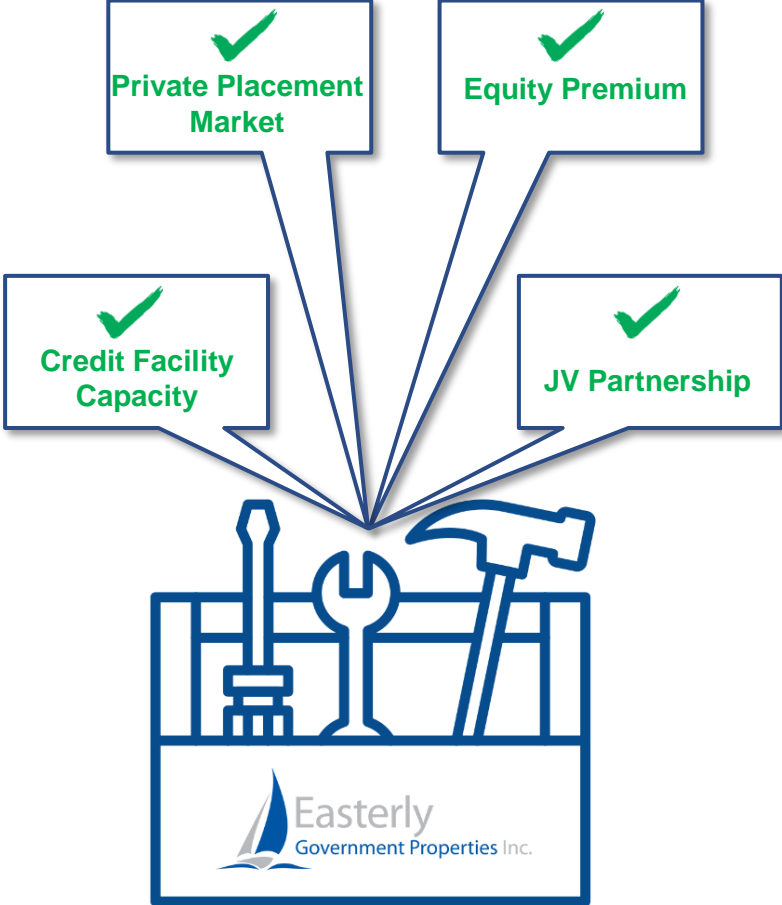 Private Placement
Market
Equity Premium
Credit Facility
Capacity
JV Partnership
Easterly
Government Properties Inc.